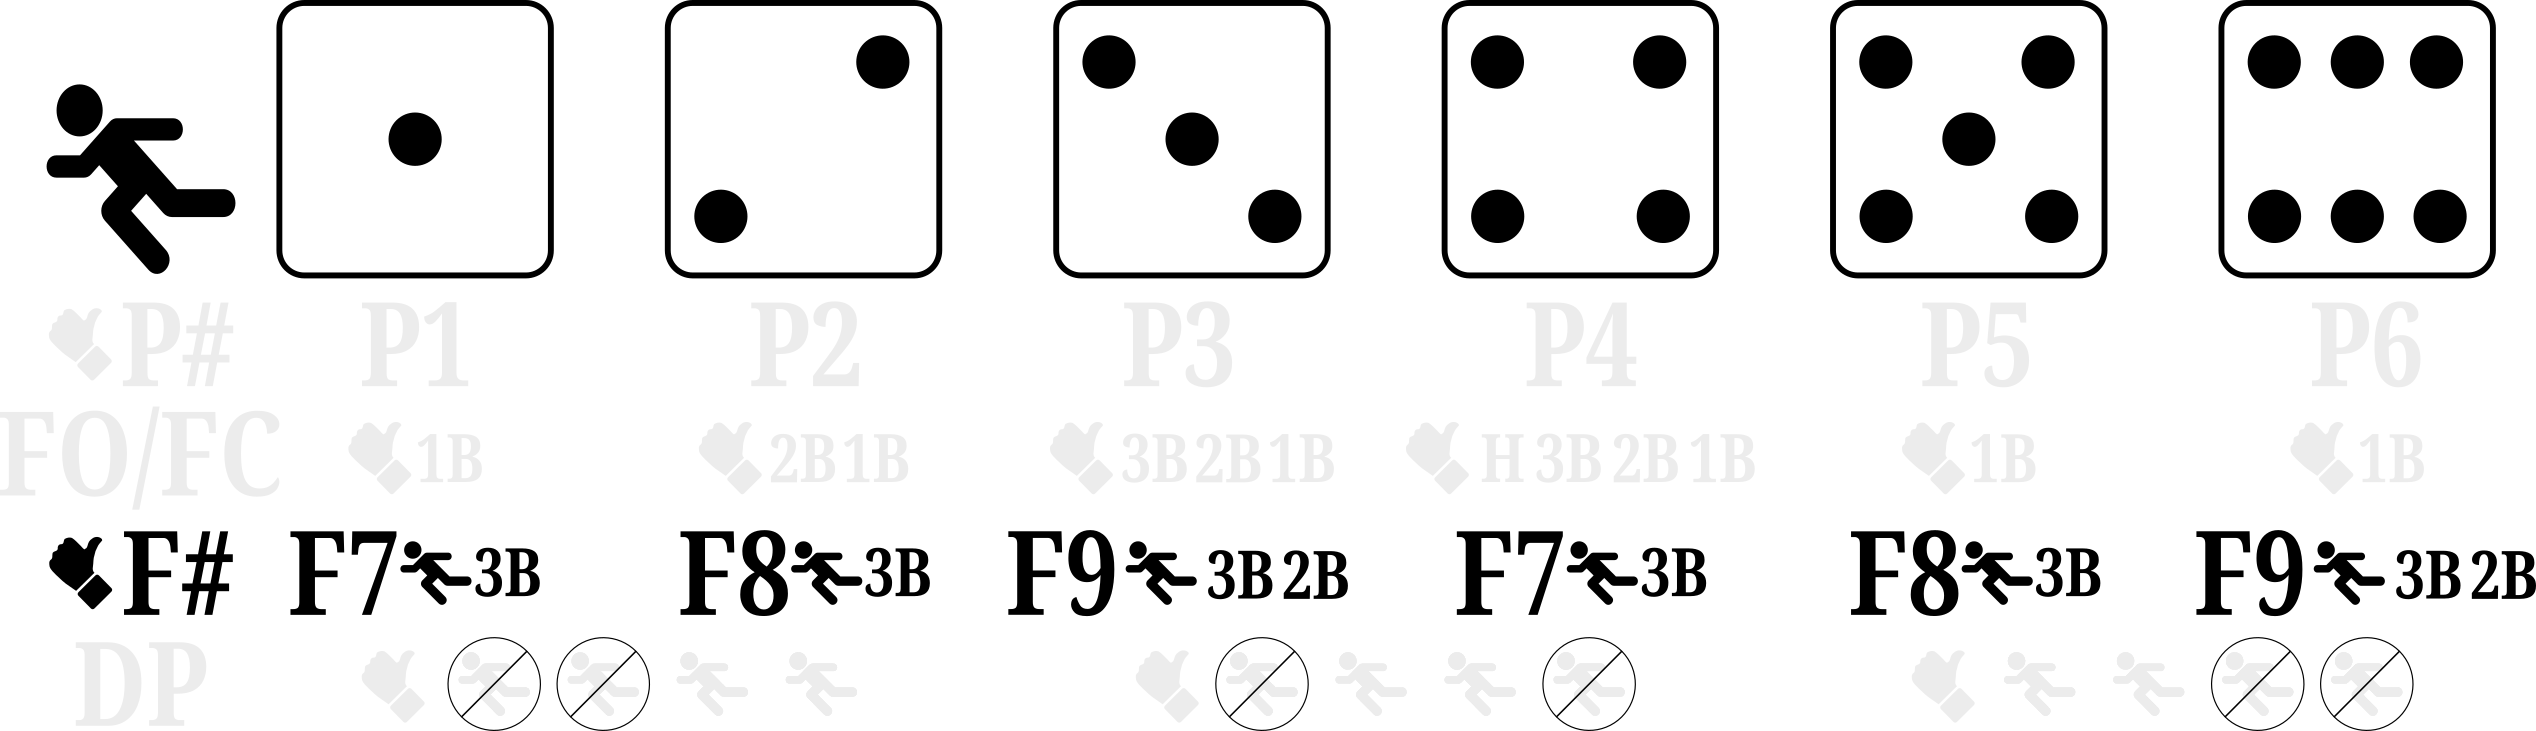 P# P1 P2 P3 P4 P5 P6
FO/FC 1B 2B 1B 3B 2B 1B H 3B 2B 1B 1B 1B
F# F7 3B F8 3B F9 3B 2B F7 3B F8 3B F9 3B 2B
DP